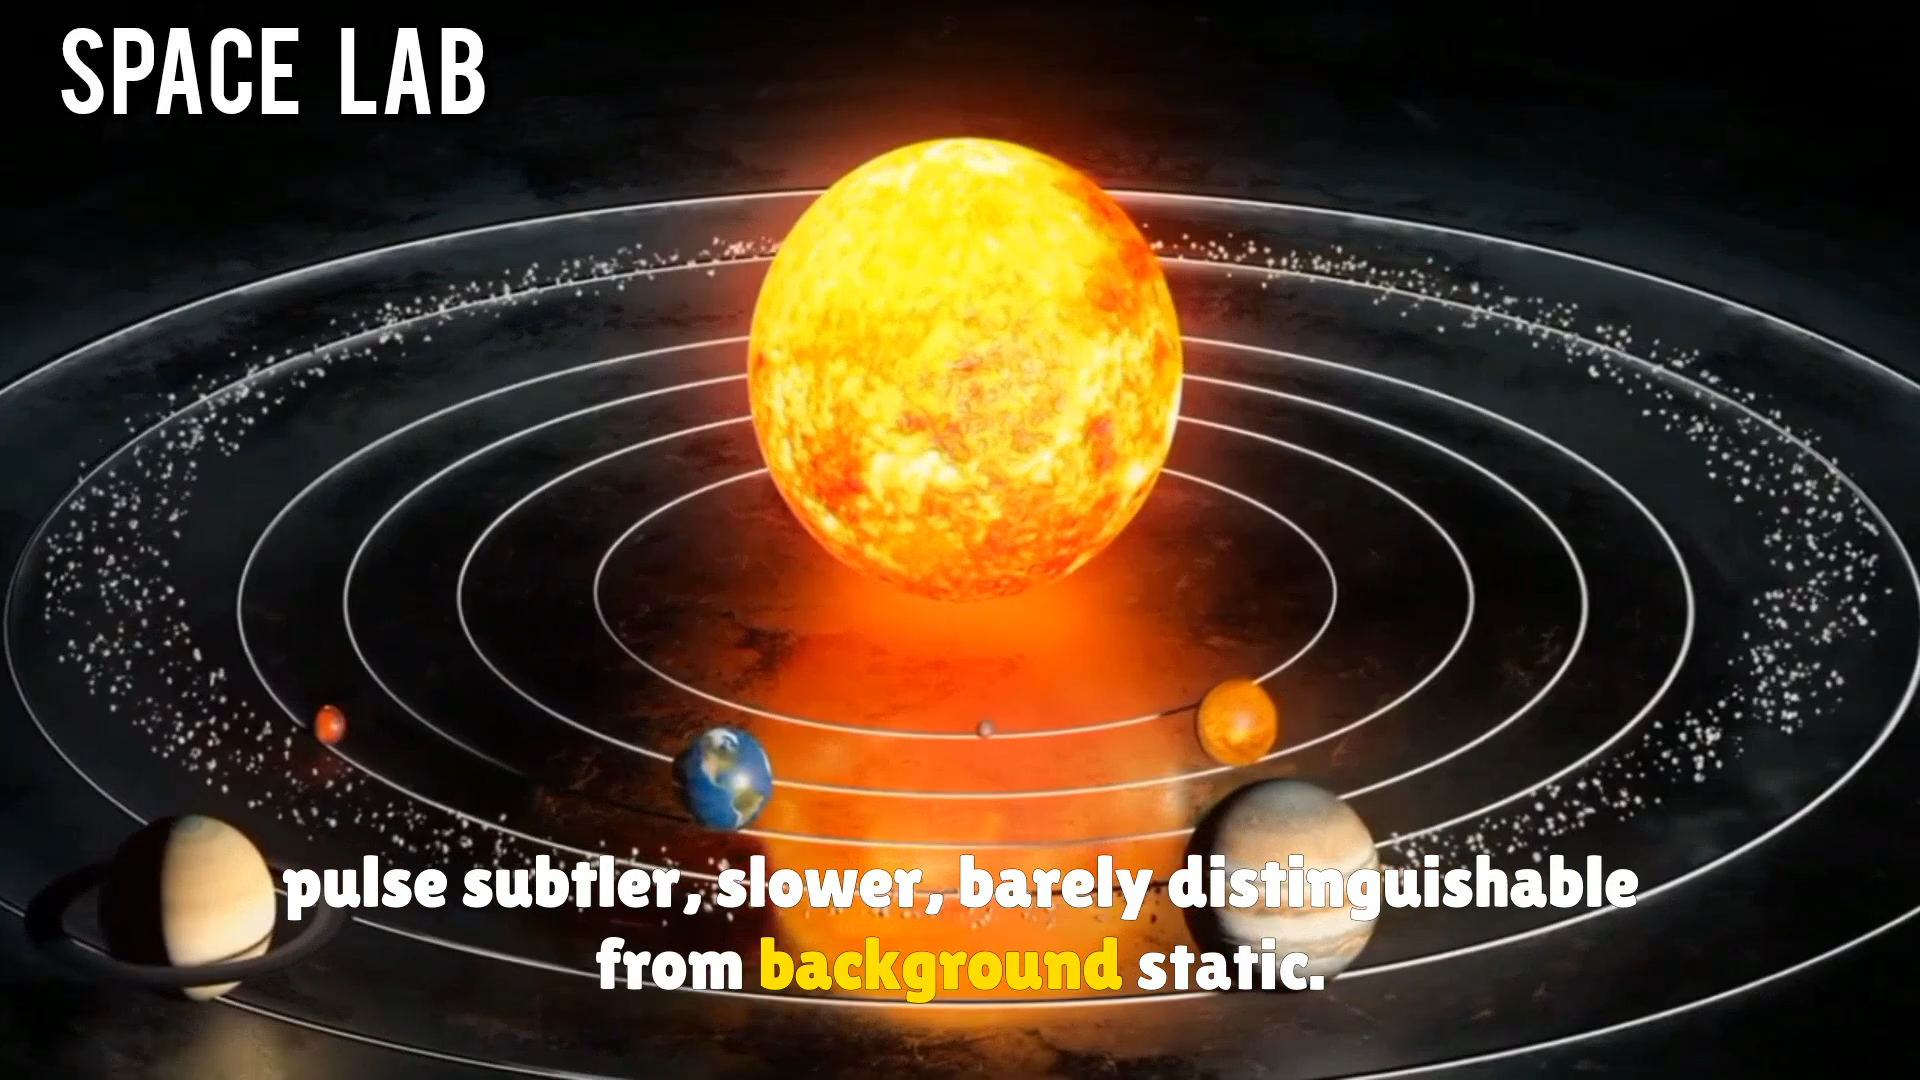 SPACE LAB
pulse subtler, slower, barely distinguishable
from background static.